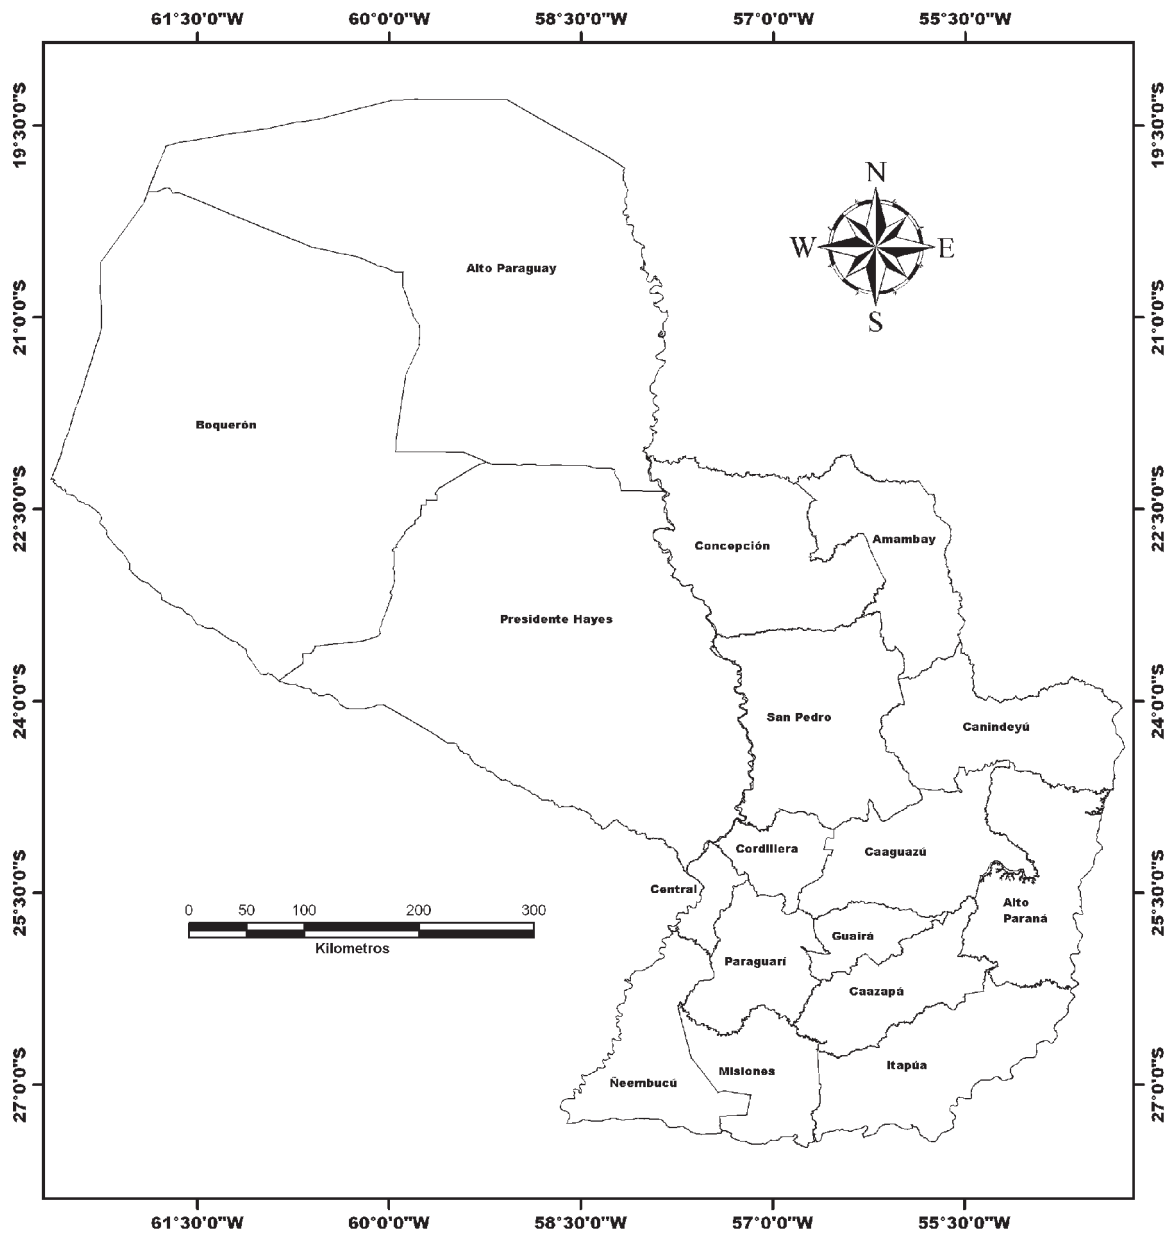 61°30'0"W 60°0'0"W 58°30'0"W 57°0'0"W 55°30'0"W
19°30'0"S 19°30'0"S
N
W E
S
Alto Paraguay
21°0'0"S 21°0'0"S
Boquerón
22°30'0"S 22°30'0"S
Concepción
Amambay
Presidente Hayes
24°0'0"S 24°0'0"S
San Pedro
Canindeyú
Cordillera
Caaguazú
Central
25°30'0"S 25°30'0"S
Alto
Paraná
0 50 100 200 300
Kilometros
Guairá
Paraguarí
Caazapá
Itapúa
Misiones
Ñeembucú
27°0'0"S 27°0'0"S
61°30'0"W 60°0'0"W 58°30'0"W 57°0'0"W 55°30'0"W